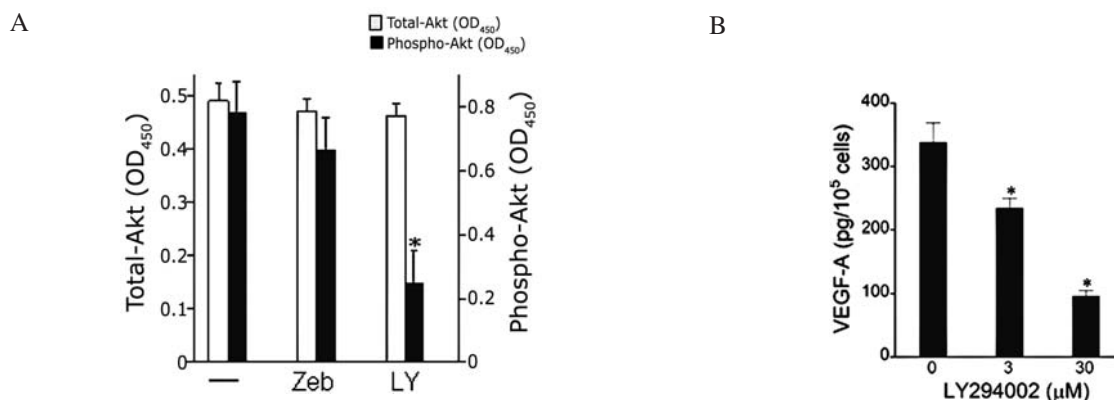 A
Total-Akt (OD450)
Phospho-Akt (OD450)
Total-Akt (OD450)
0.5
0.4
0.3
0.2
0.1
0
0.8
0.6
0.4
0.2
0
Phospho-Akt (OD450)
*
— Zeb LY
B
VEGF-A (pg/10^5 cells)
400
300
200
100
0
*
*
0 3 30
LY294002 (μM)